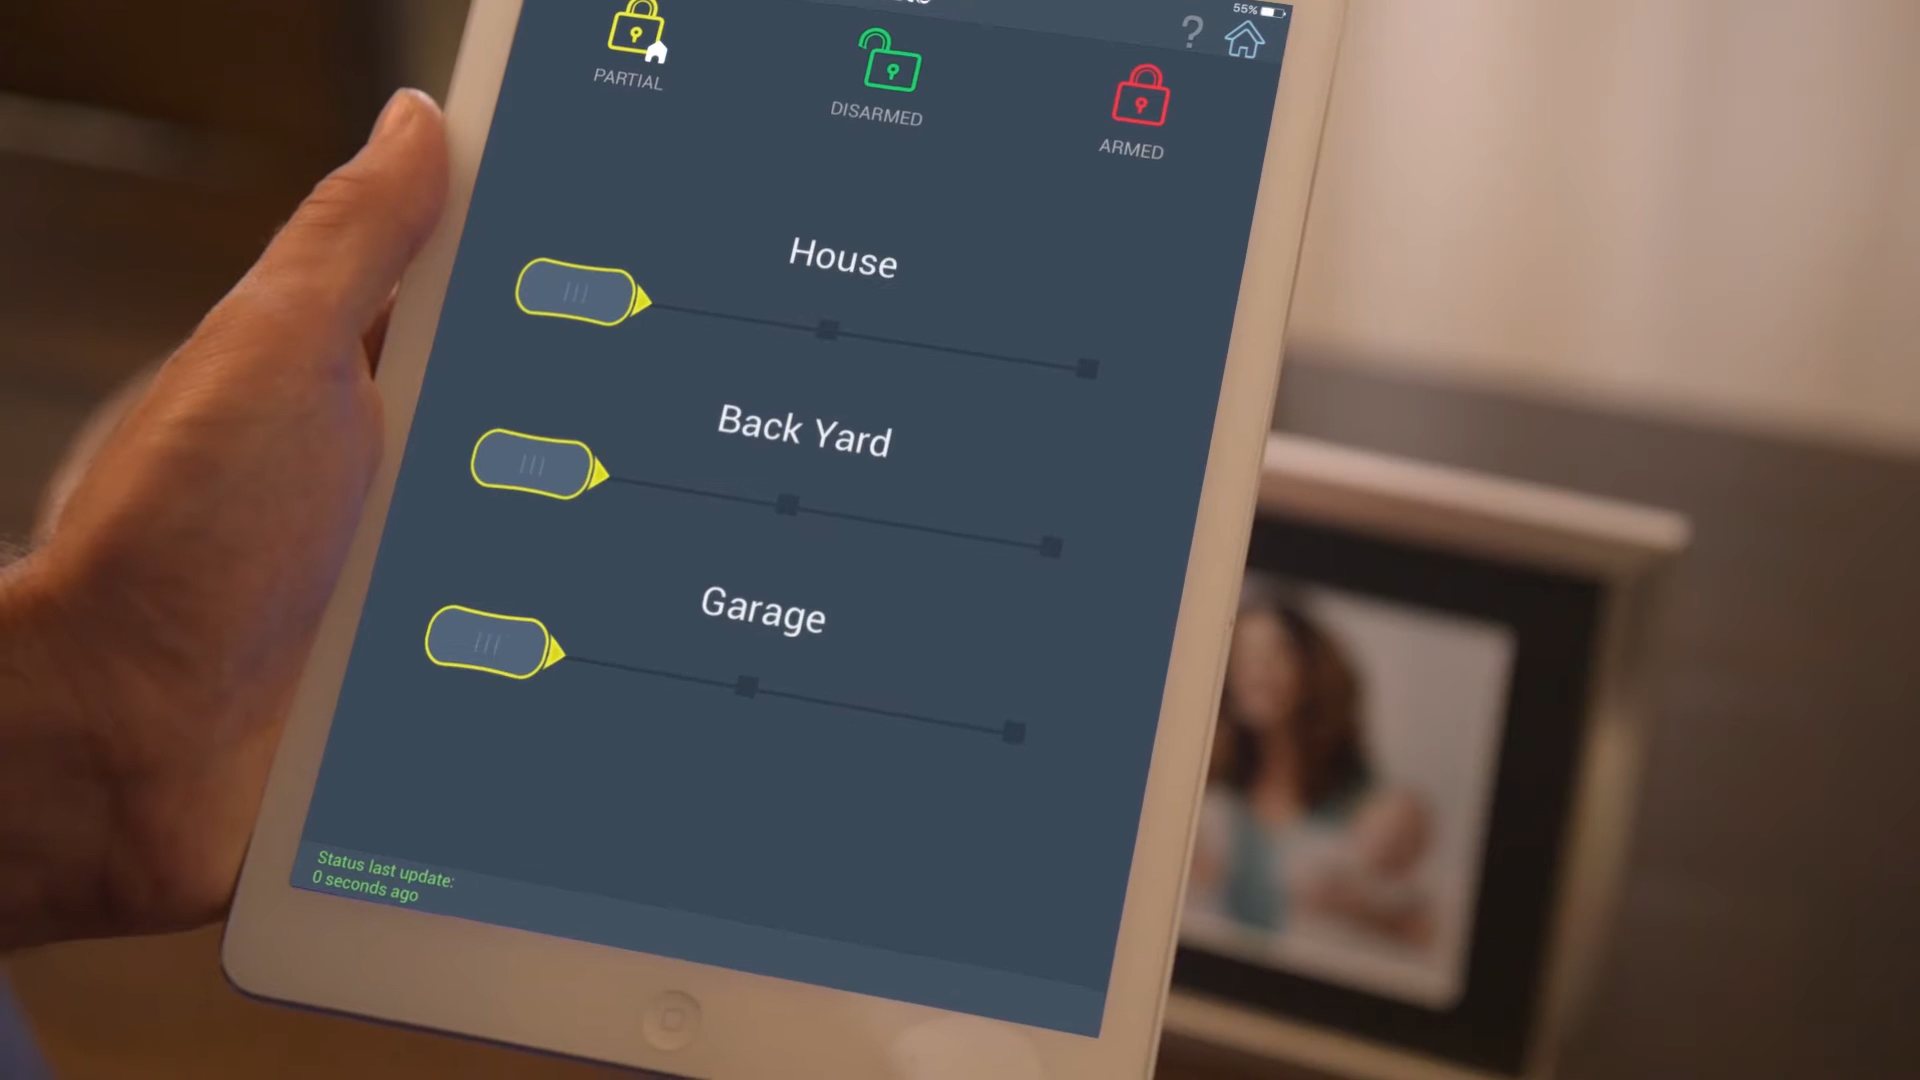 55%
?
PARTIAL
DISARMED
ARMED
House
Back Yard
Garage
Status last update:
0 seconds ago